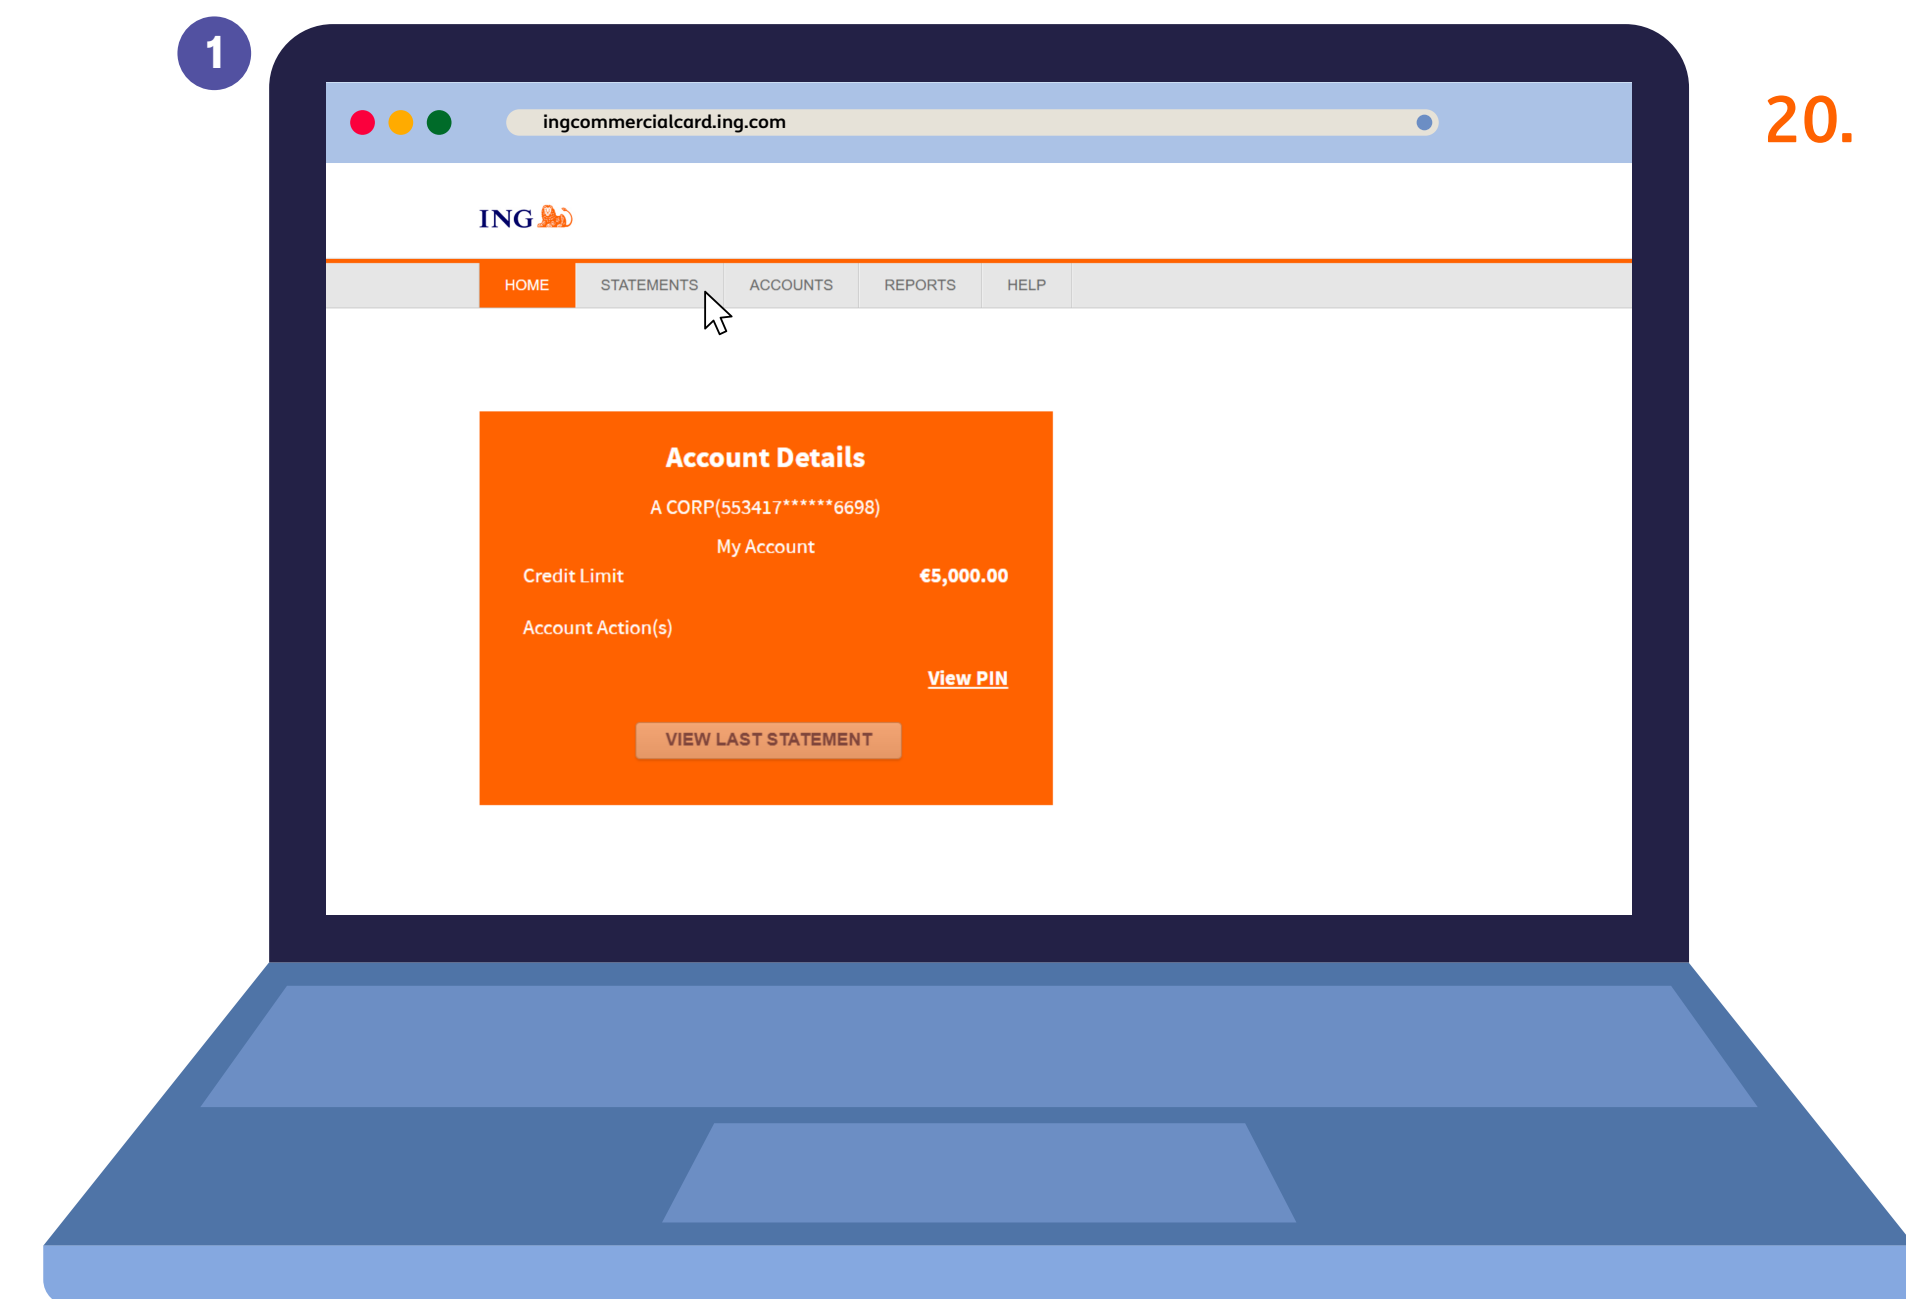 1
20.
ingcommercialcard.ing.com
ING
HOME STATEMENTS ACCOUNTS REPORTS HELP
Account Details
A CORP(553417******6698)
My Account
Credit Limit €5,000.00
Account Action(s)
View PIN
VIEW LAST STATEMENT